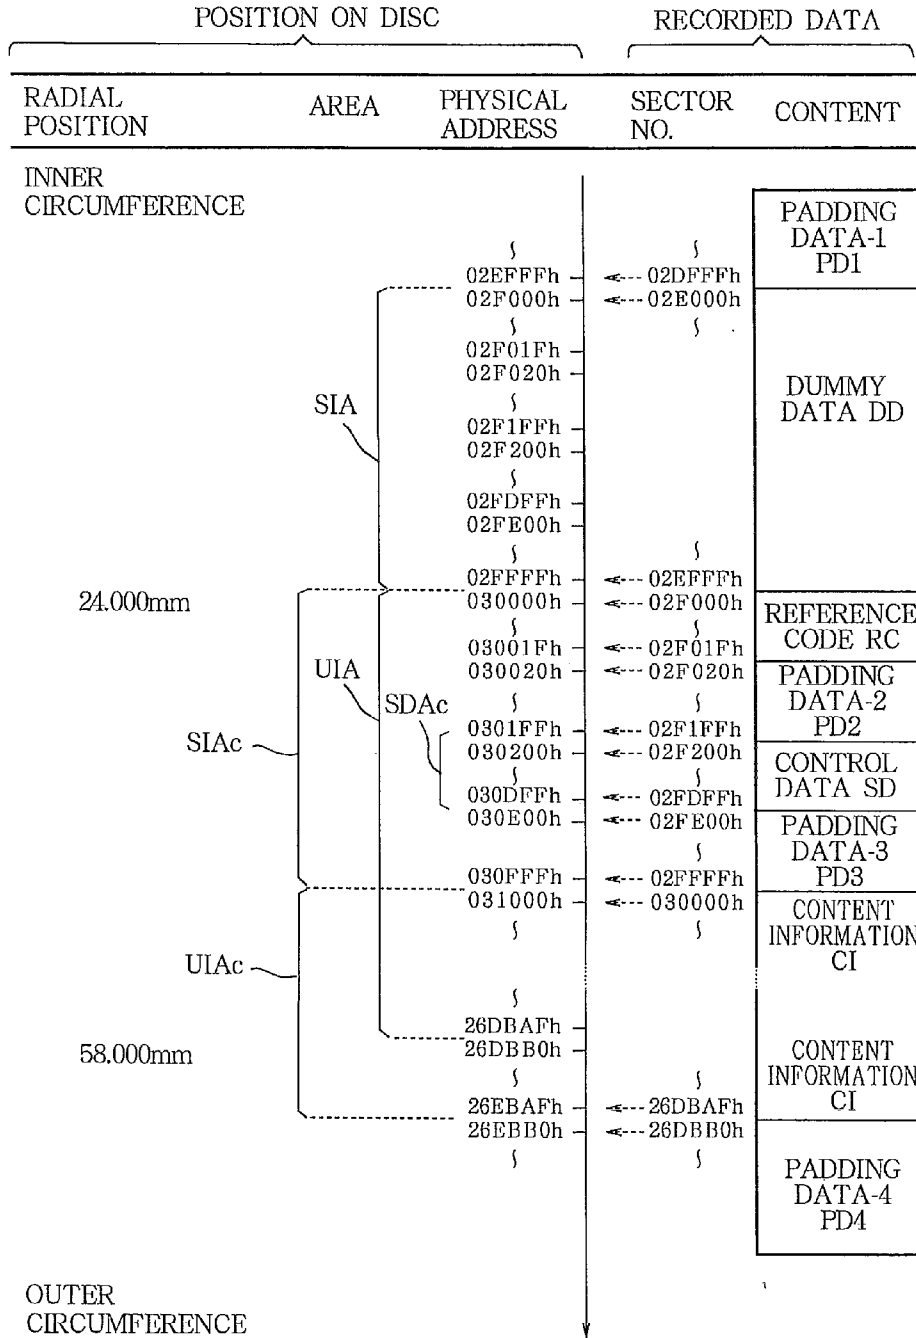 POSITION ON DISC
RECORDED DATA
RADIAL POSITION
AREA
PHYSICAL ADDRESS
SECTOR NO.
CONTENT
INNER CIRCUMFERENCE
PADDING
DATA-1
PD1
02EFFFh
02DFFFh
02F000h
02E000h
02F01Fh
02F020h
DUMMY
DATA DD
SIA
02F1FFh
02F200h
02FDFFh
02FE00h
02FFFFh
02EFFFh
24.000mm
030000h
02F000h
REFERENCE
CODE RC
03001Fh
02F01Fh
030020h
02F020h
UIA
SDAc
PADDING
DATA-2
PD2
SIAc
0301FFh
02F1FFh
030200h
02F200h
CONTROL
DATA SD
030DFFh
02FDFFh
030E00h
02FE00h
PADDING
DATA-3
PD3
030FFFh
02FFFFh
031000h
030000h
CONTENT
INFORMATION
CI
UIAc
26DBAFh
58.000mm
26DBB0h
CONTENT
INFORMATION
CI
26EBAFh
26DBAFh
26EBB0h
26DBB0h
PADDING
DATA-4
PD4
OUTER
CIRCUMFERENCE